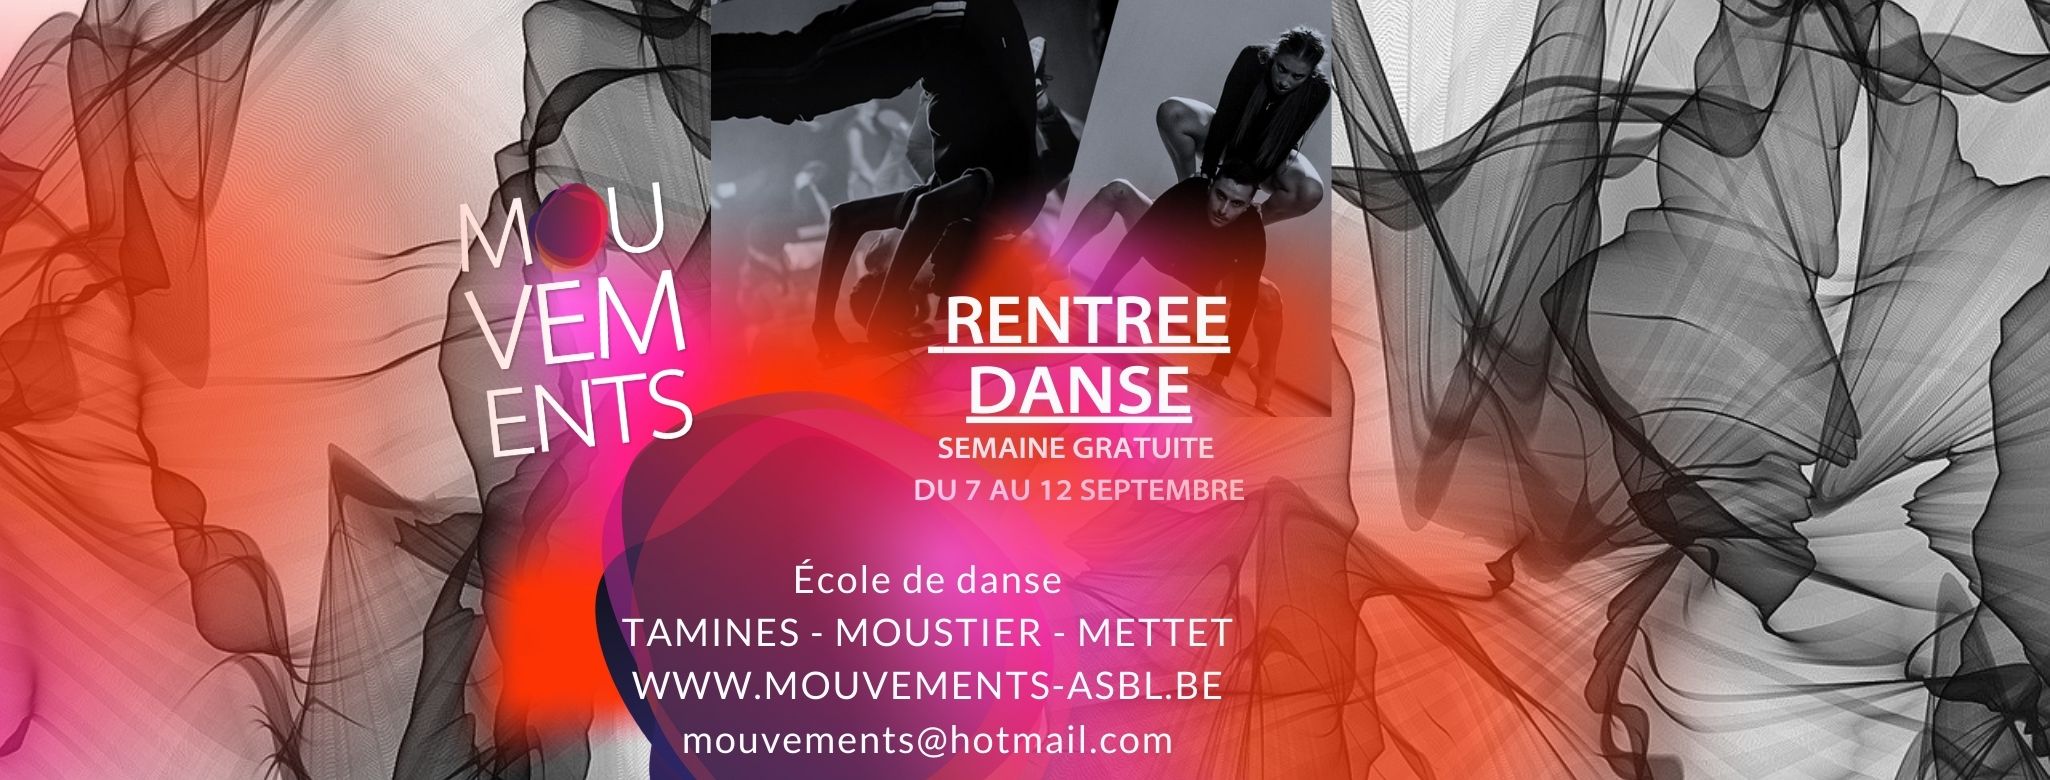 MOU
VEM
ENTS
RENTREE
DANSE
SEMAINE GRATUITE
DU 7 AU 12 SEPTEMBRE
École de danse
TAMINES - MOUSTIER - METTET
WWW.MOUVEMENTS-ASBL.BE
mouvements@hotmail.com